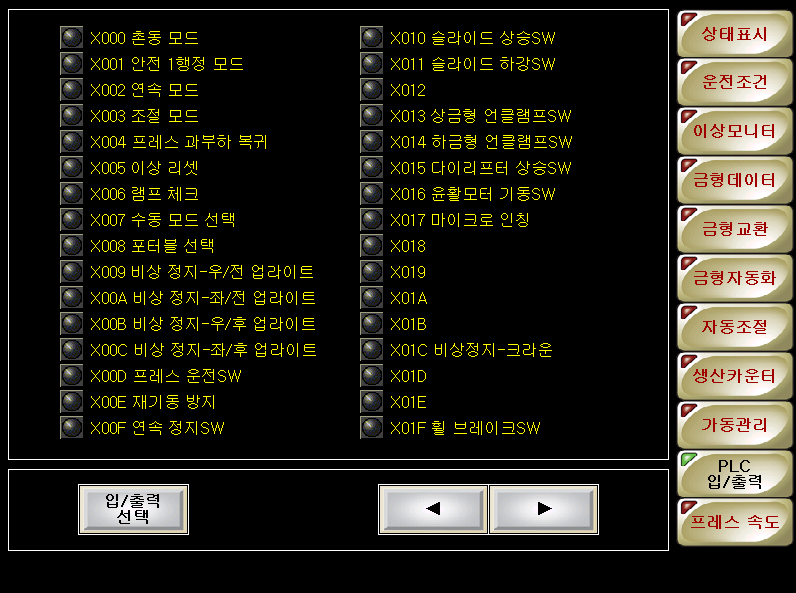 X000 촌동 모드
X001 안전 1행정 모드
X002 연속 모드
X003 조절 모드
X004 프레스 과부하 복귀
X005 이상 리셋
X006 램프 체크
X007 수동 모드 선택
X008 포터블 선택
X009 비상 정지-우/전 업라이트
X00A 비상 정지-좌/전 업라이트
X00B 비상 정지-우/후 업라이트
X00C 비상 정지-좌/후 업라이트
X00D 프레스 운전SW
X00E 재기동 방지
X00F 연속 정지SW
X010 슬라이드 상승SW
X011 슬라이드 하강SW
X012
X013 상금형 언클램프SW
X014 하금형 언클램프SW
X015 다이리프터 상승SW
X016 윤활모터 기동SW
X017 마이크로 인칭
X018
X019
X01A
X01B
X01C 비상정지-크라운
X01D
X01E
X01F 휠 브레이크SW
상태표시
운전조건
이상모니터
금형데이터
금형교환
금형자동화
자동조절
생산카운터
가동관리
PLC
입/출력
프레스 속도
입/출력
선택